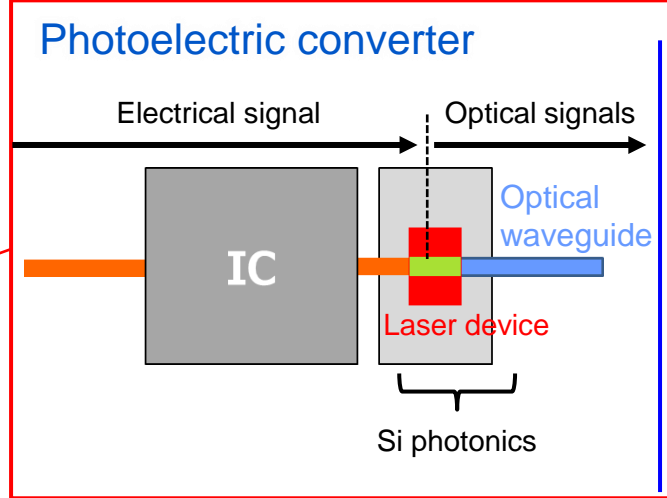 Photoelectric converter
Electrical signal
Optical signals
Optical
waveguide
IC
Laser device
Si photonics